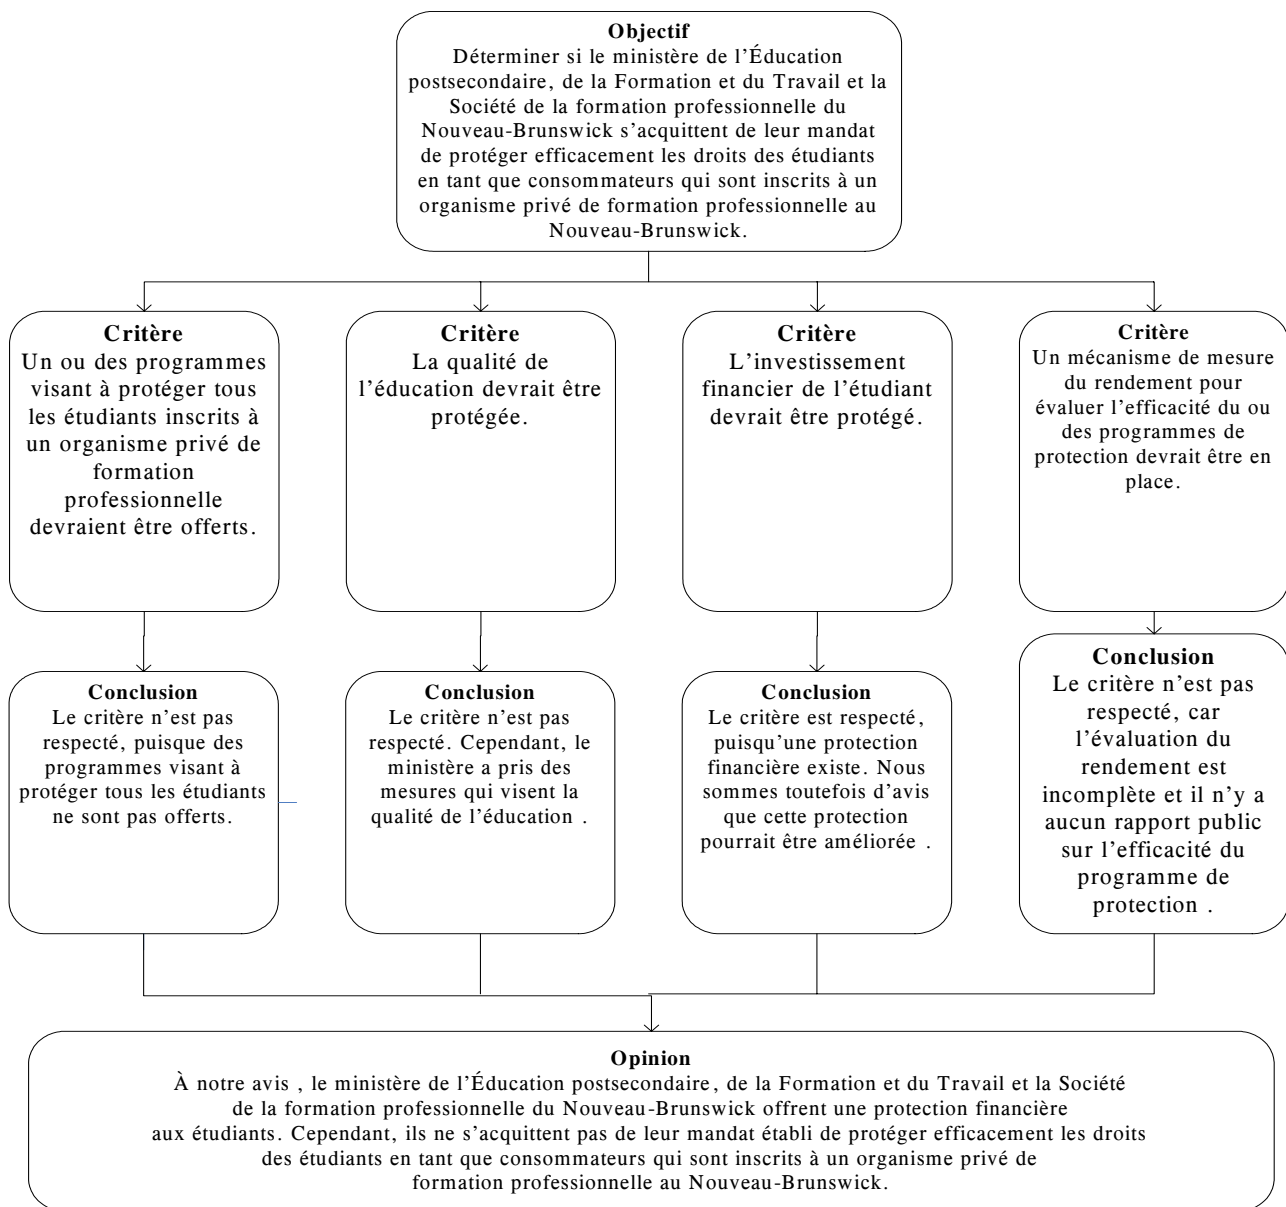 Objectif
Déterminer si le ministère de l’Éducation
postsecondaire, de la Formation et du Travail et la
Société de la formation professionnelle du
Nouveau-Brunswick s’acquittent de leur mandat
de protéger efficacement les droits des étudiants
en tant que consommateurs qui sont inscrits à un
organisme privé de formation professionnelle au
Nouveau-Brunswick.
Critère
Un ou des programmes
visant à protéger tous
les étudiants inscrits à
un organisme privé de
formation
professionnelle
devraient être offerts.
Critère
La qualité de
l’éducation devrait être
protégée.
Critère
L’investissement
financier de l’étudiant
devrait être protégé.
Critère
Un mécanisme de mesure
du rendement pour
évaluer l’efficacité du ou
des programmes de
protection devrait être en
place.
Conclusion
Le critère n’est pas
respecté, puisque des
programmes visant à
protéger tous les étudiants
ne sont pas offerts.
Conclusion
Le critère n’est pas
respecté. Cependant, le
ministère a pris des
mesures qui visent la
qualité de l’éducation .
Conclusion
Le critère est respecté,
puisqu’une protection
financière existe. Nous
sommes toutefois d’avis
que cette protection
pourrait être améliorée .
Conclusion
Le critère n’est pas
respecté, car
l’évaluation du
rendement est
incomplète et il n’y a
aucun rapport public
sur l’efficacité du
programme de
protection .
Opinion
À notre avis , le ministère de l’Éducation postsecondaire, de la Formation et du Travail et la Société
de la formation professionnelle du Nouveau-Brunswick offrent une protection financière
aux étudiants. Cependant, ils ne s’acquittent pas de leur mandat établi de protéger efficacement les droits
des étudiants en tant que consommateurs qui sont inscrits à un organisme privé de
formation professionnelle au Nouveau-Brunswick.